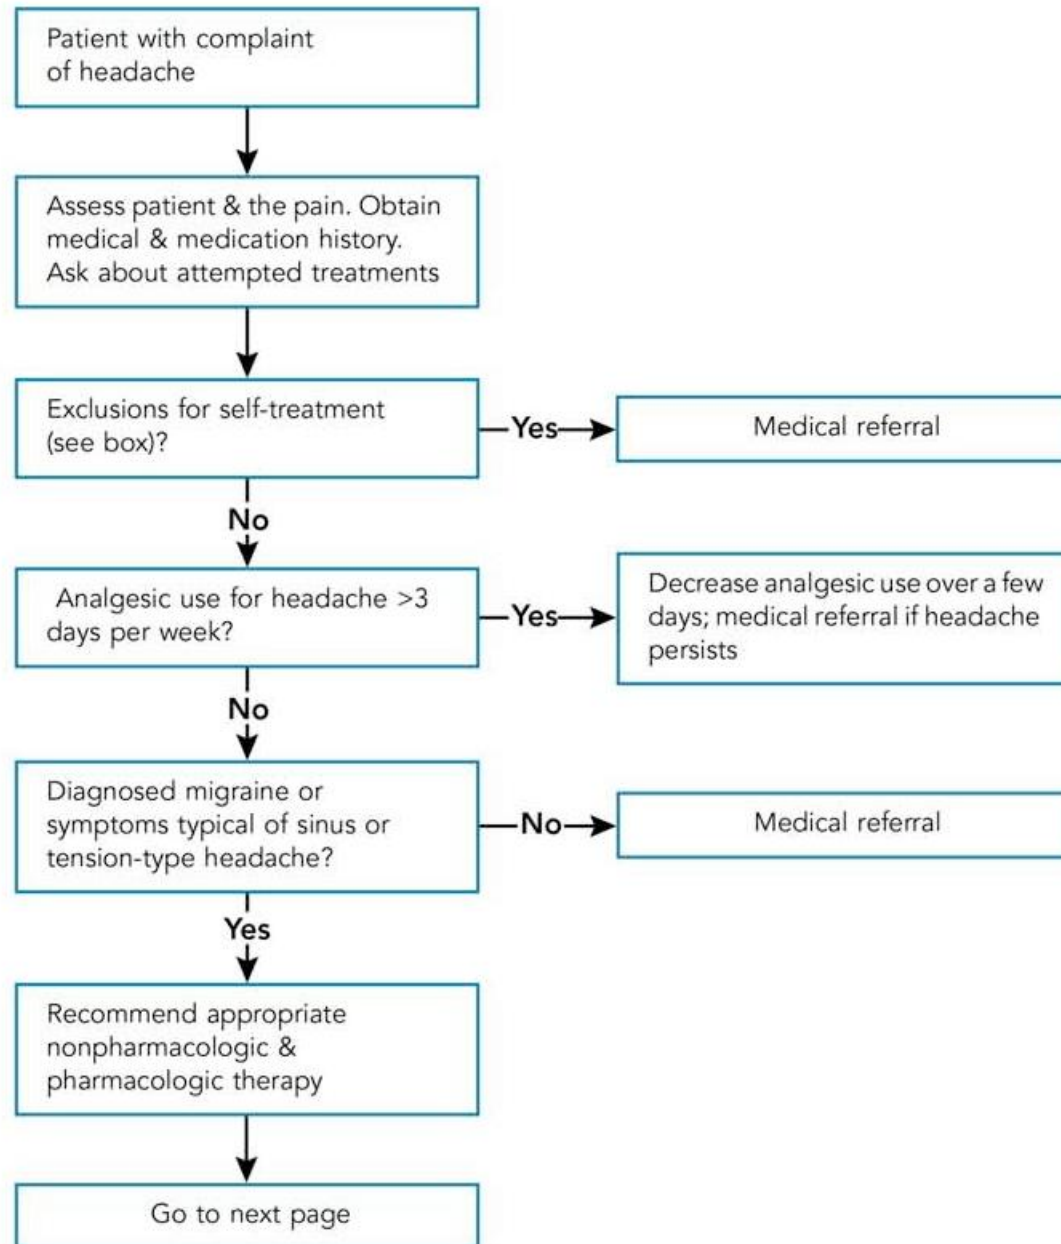 Patient with complaint
of headache
Assess patient & the pain. Obtain
medical & medication history.
Ask about attempted treatments
Exclusions for self-treatment
(see box)?
Yes
Medical referral
No
Analgesic use for headache >3
days per week?
Yes
Decrease analgesic use over a few
days; medical referral if headache
persists
No
Diagnosed migraine or
symptoms typical of sinus or
tension-type headache?
No
Medical referral
Yes
Recommend appropriate
nonpharmacologic &
pharmacologic therapy
Go to next page